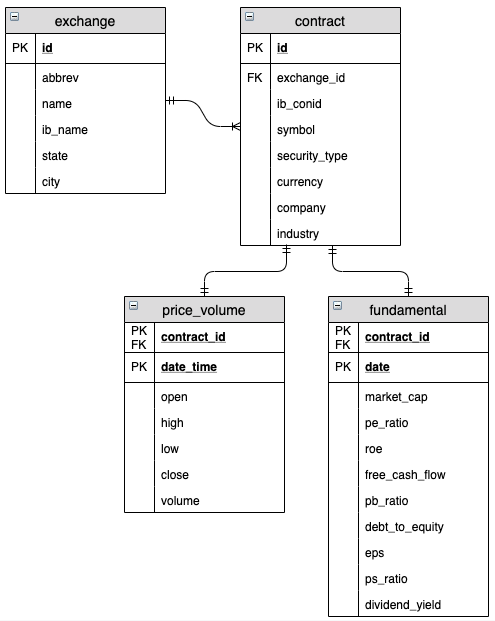 exchange
PK id
abbrev
name
ib_name
state
city
contract
PK id
FK exchange_id
ib_conid
symbol
security_type
currency
company
industry
price_volume
PK
FK contract_id
PK date_time
open
high
low
close
volume
fundamental
PK
FK contract_id
PK date
market_cap
pe_ratio
roe
free_cash_flow
pb_ratio
debt_to_equity
eps
ps_ratio
dividend_yield